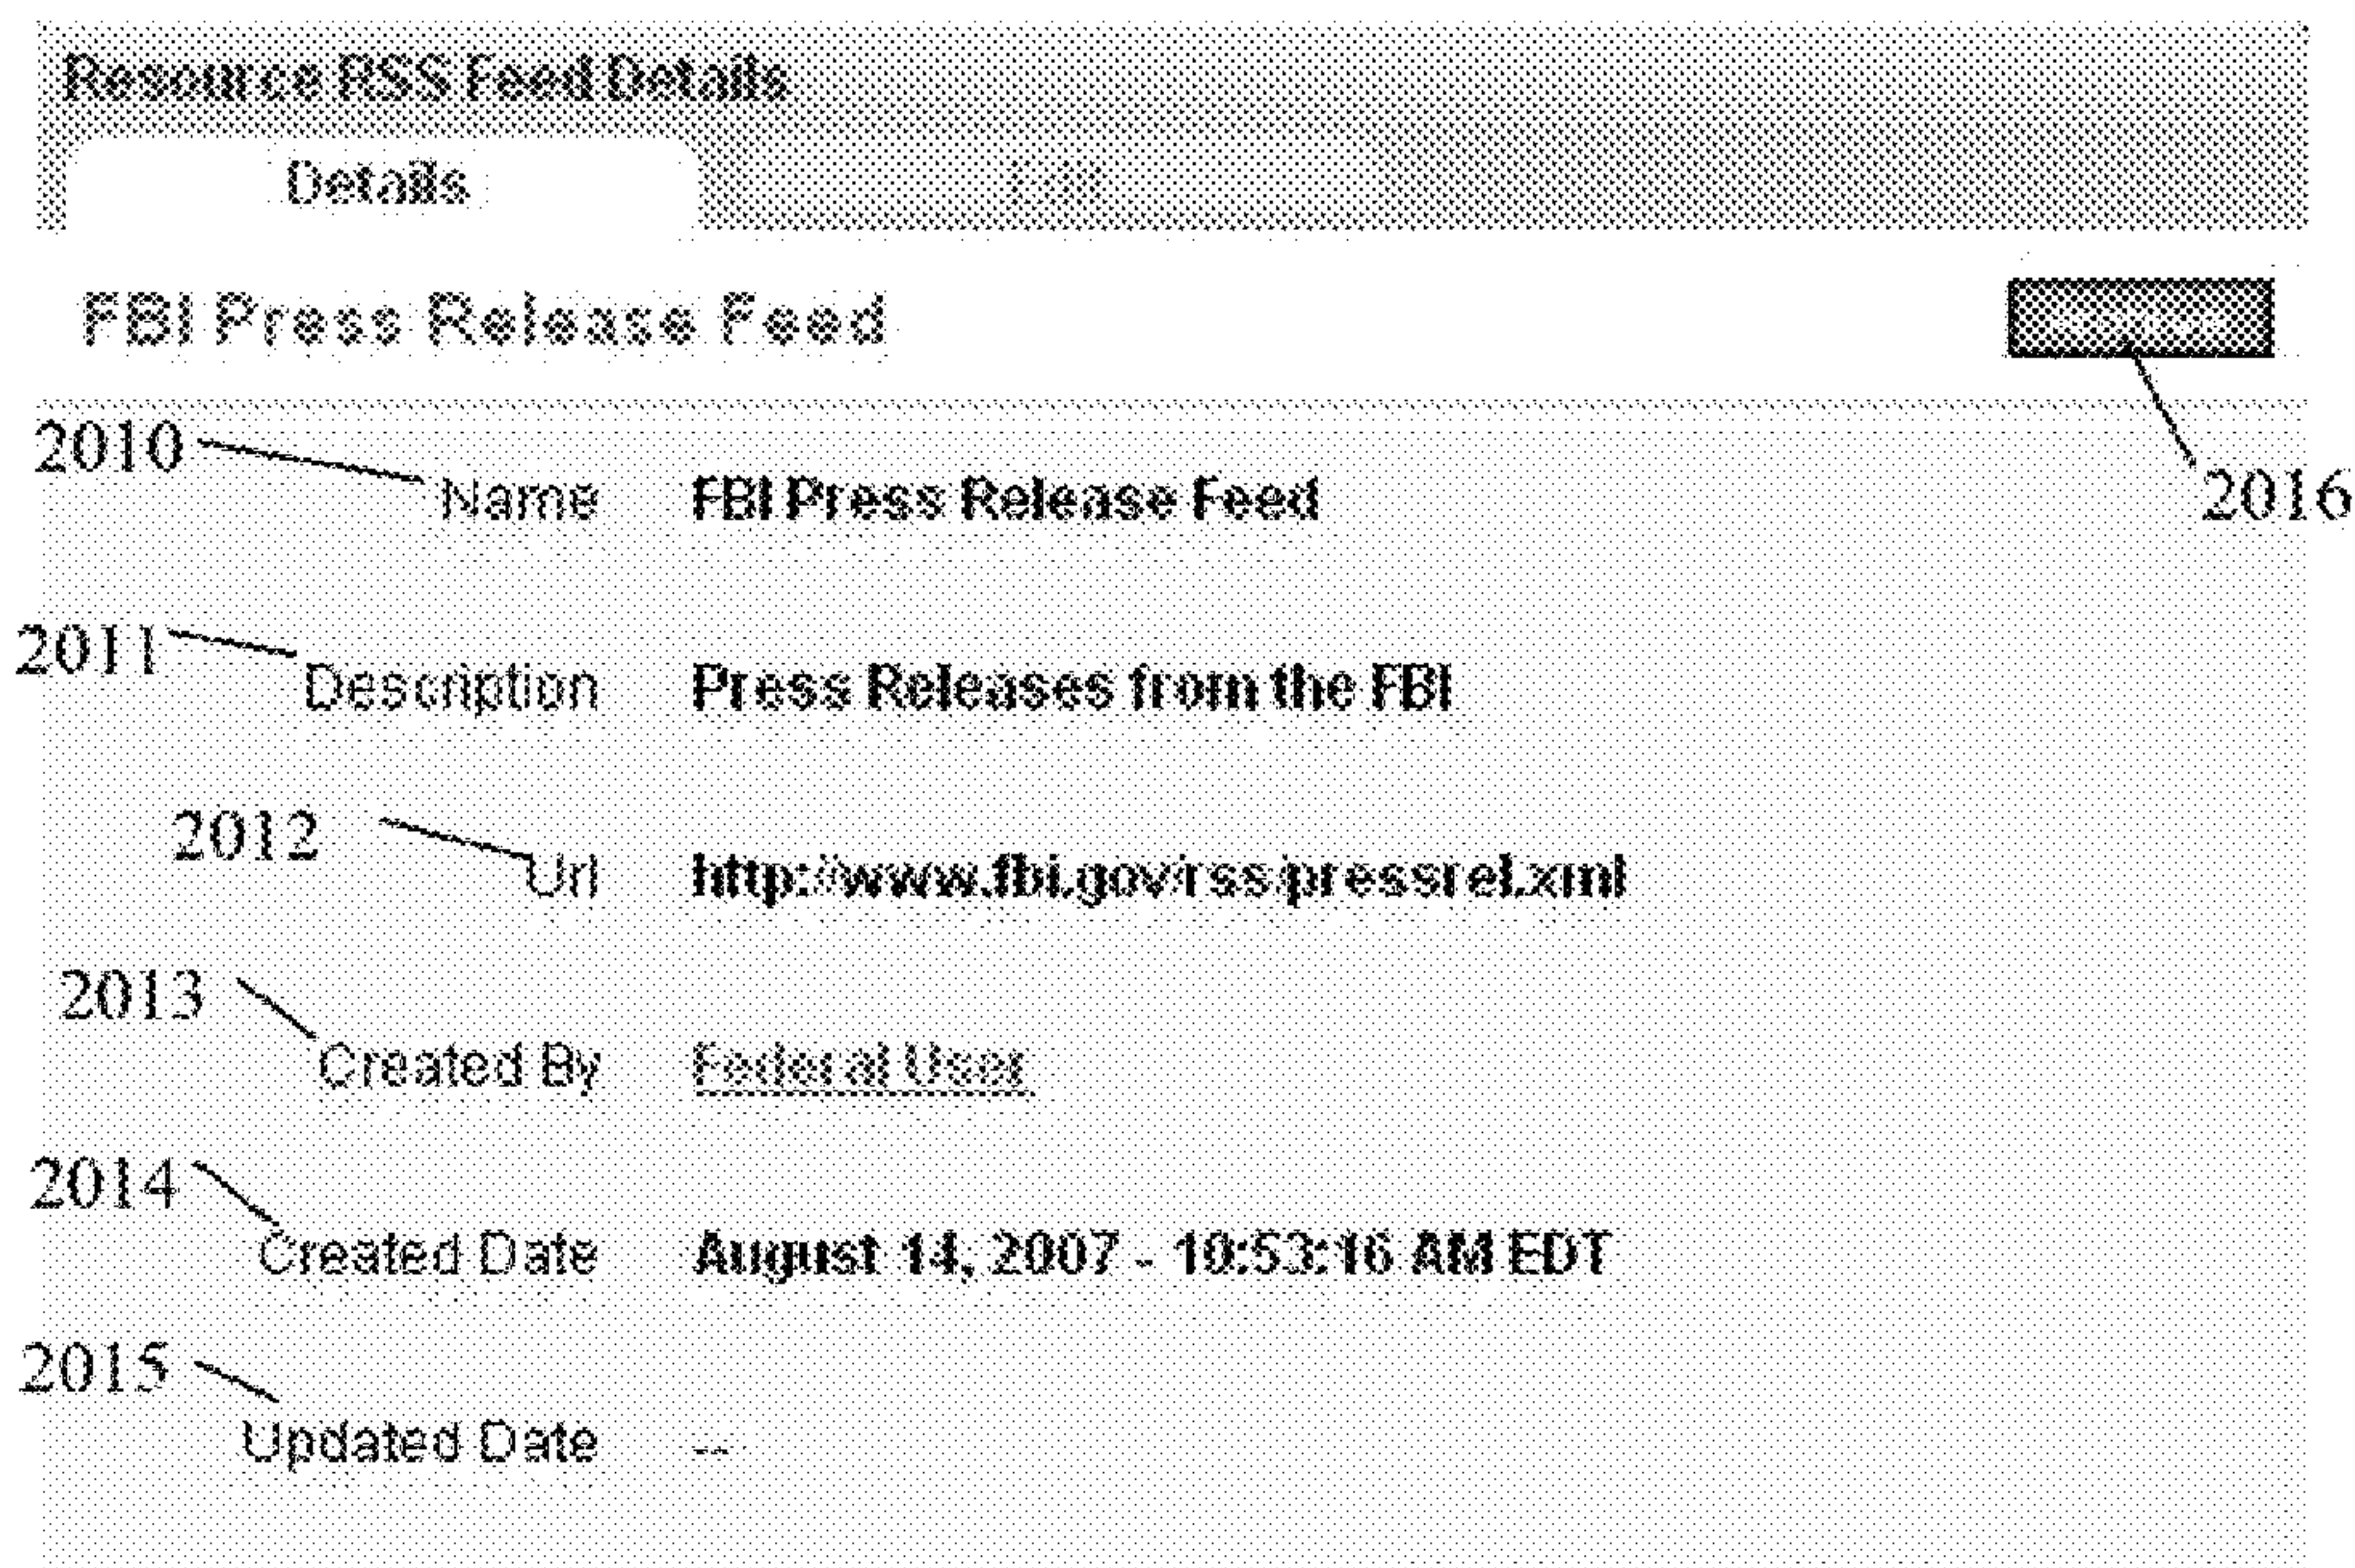 Resource RSS Feed Details
Details Edit
FBI Press Release Feed
2010
Name FBI Press Release Feed
2016
2011
Description Press Releases from the FBI
2012
Url http://www.fbi.gov/rss/pressrel.xml
2013
Created By Federal User
2014
Created Date August 14, 2007 - 10:53:16 AM EDT
2015
Updated Date --